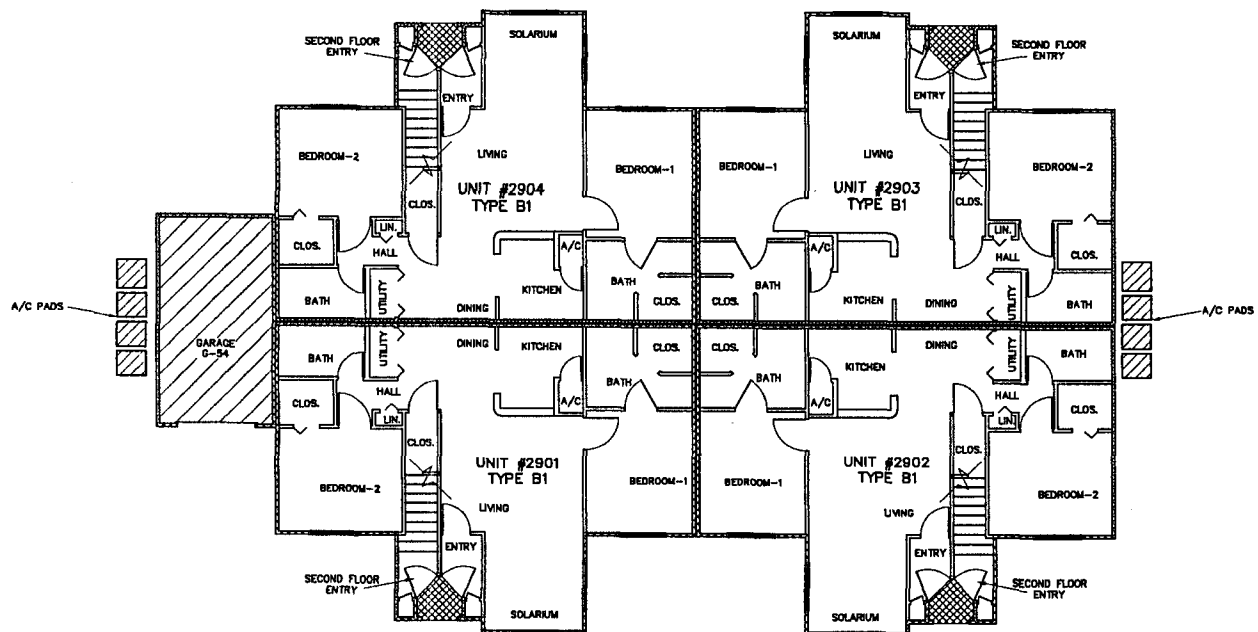 SOLARIUM
SOLARIUM
SECOND FLOOR
ENTRY
SECOND FLOOR
ENTRY
ENTRY
ENTRY
BEDROOM-2
LIVING
BEDROOM-1
BEDROOM-1
LIVING
BEDROOM-2
UNIT #2904
TYPE B1
UNIT #2903
TYPE B1
CLOS.
CLOS.
LIN.
LIN.
CLOS.
HALL
A/C
A/C
HALL
CLOS.
BATH
UTILITY
DINING
KITCHEN
BATH
CLOS.
CLOS.
BATH
KITCHEN
DINING
UTILITY
BATH
A/C PADS
A/C PADS
GARAGE
G-54
BATH
UTILITY
DINING
KITCHEN
BATH
CLOS.
CLOS.
BATH
KITCHEN
DINING
UTILITY
BATH
CLOS.
HALL
A/C
A/C
HALL
CLOS.
LIN.
LIN.
CLOS.
CLOS.
UNIT #2901
TYPE B1
UNIT #2902
TYPE B1
BEDROOM-2
LIVING
BEDROOM-1
BEDROOM-1
LIVING
BEDROOM-2
ENTRY
ENTRY
SECOND FLOOR
ENTRY
SECOND FLOOR
ENTRY
SOLARIUM
SOLARIUM